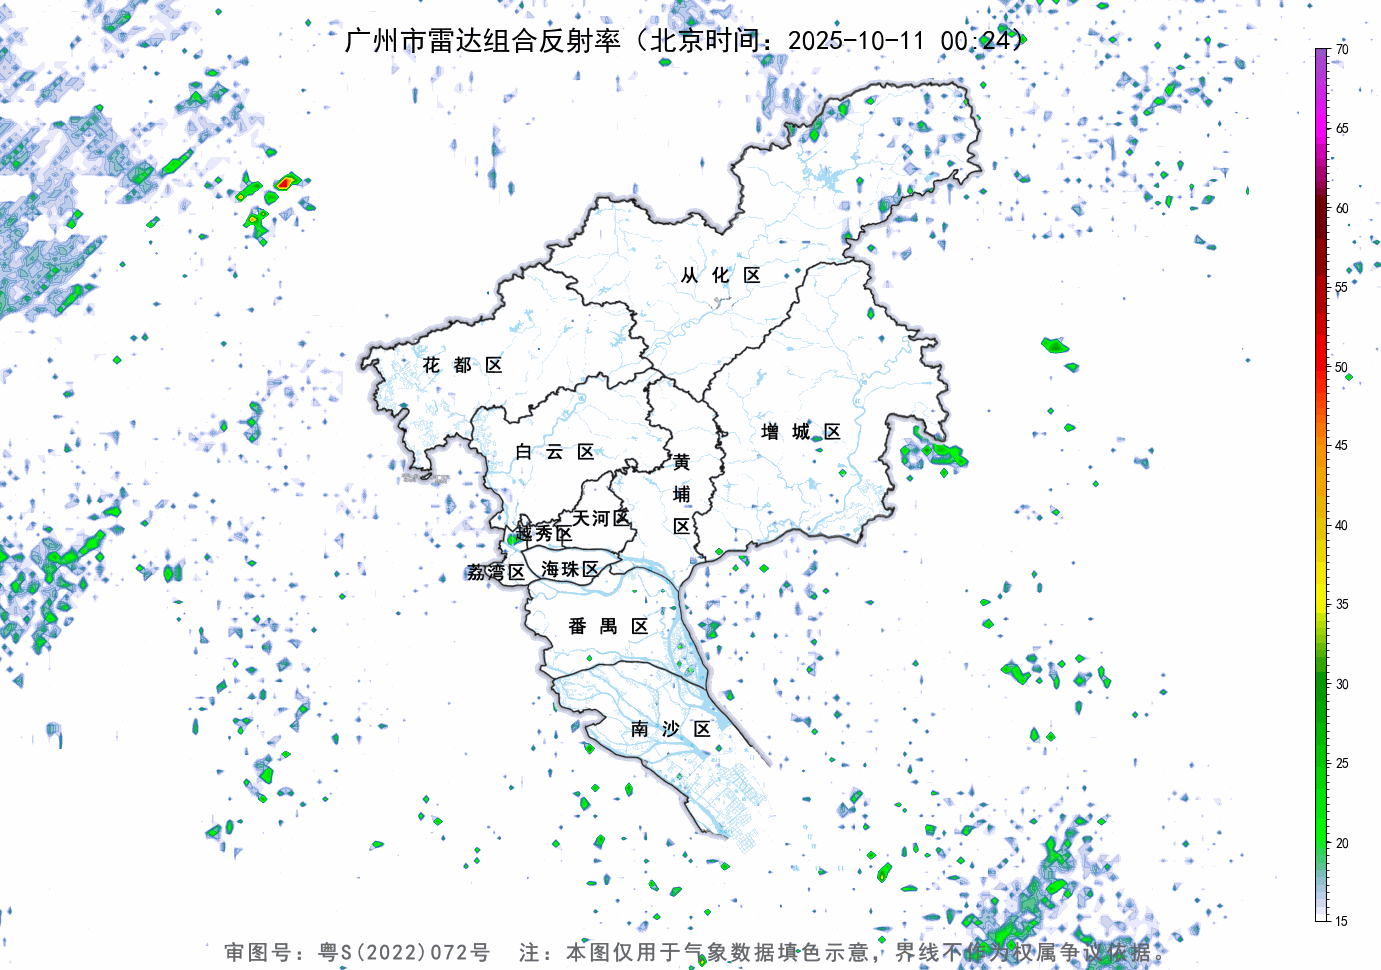 广州市雷达组合反射率（北京时间：2025-10-11 00:24）
70
65
60
55
50
45
40
35
30
25
20
15
从化区
花都区
增城区
白云区
黄埔区
天河区
越秀区
海珠区
荔湾区
番禺区
南沙区
审图号：粤S(2022)072号 注：本图仅用于气象数据填色示意，界线不作为权属争议依据。